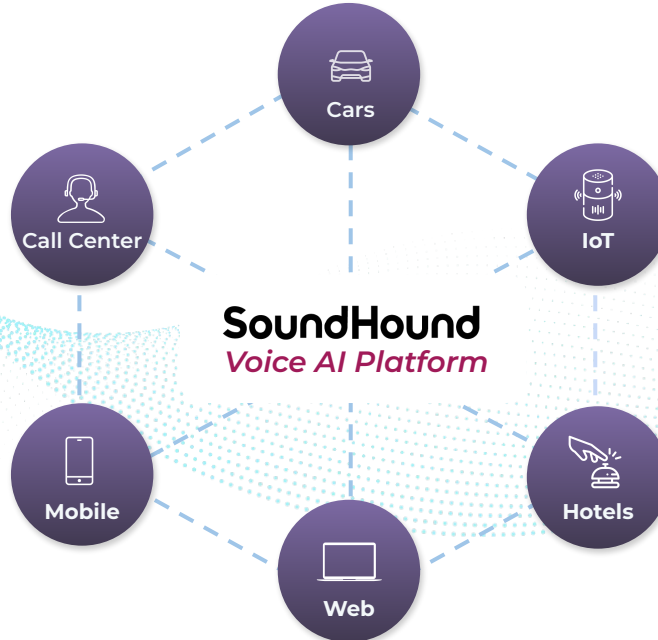 Cars
Call Center
IoT
SoundHound
Voice AI Platform
Mobile
Hotels
Web